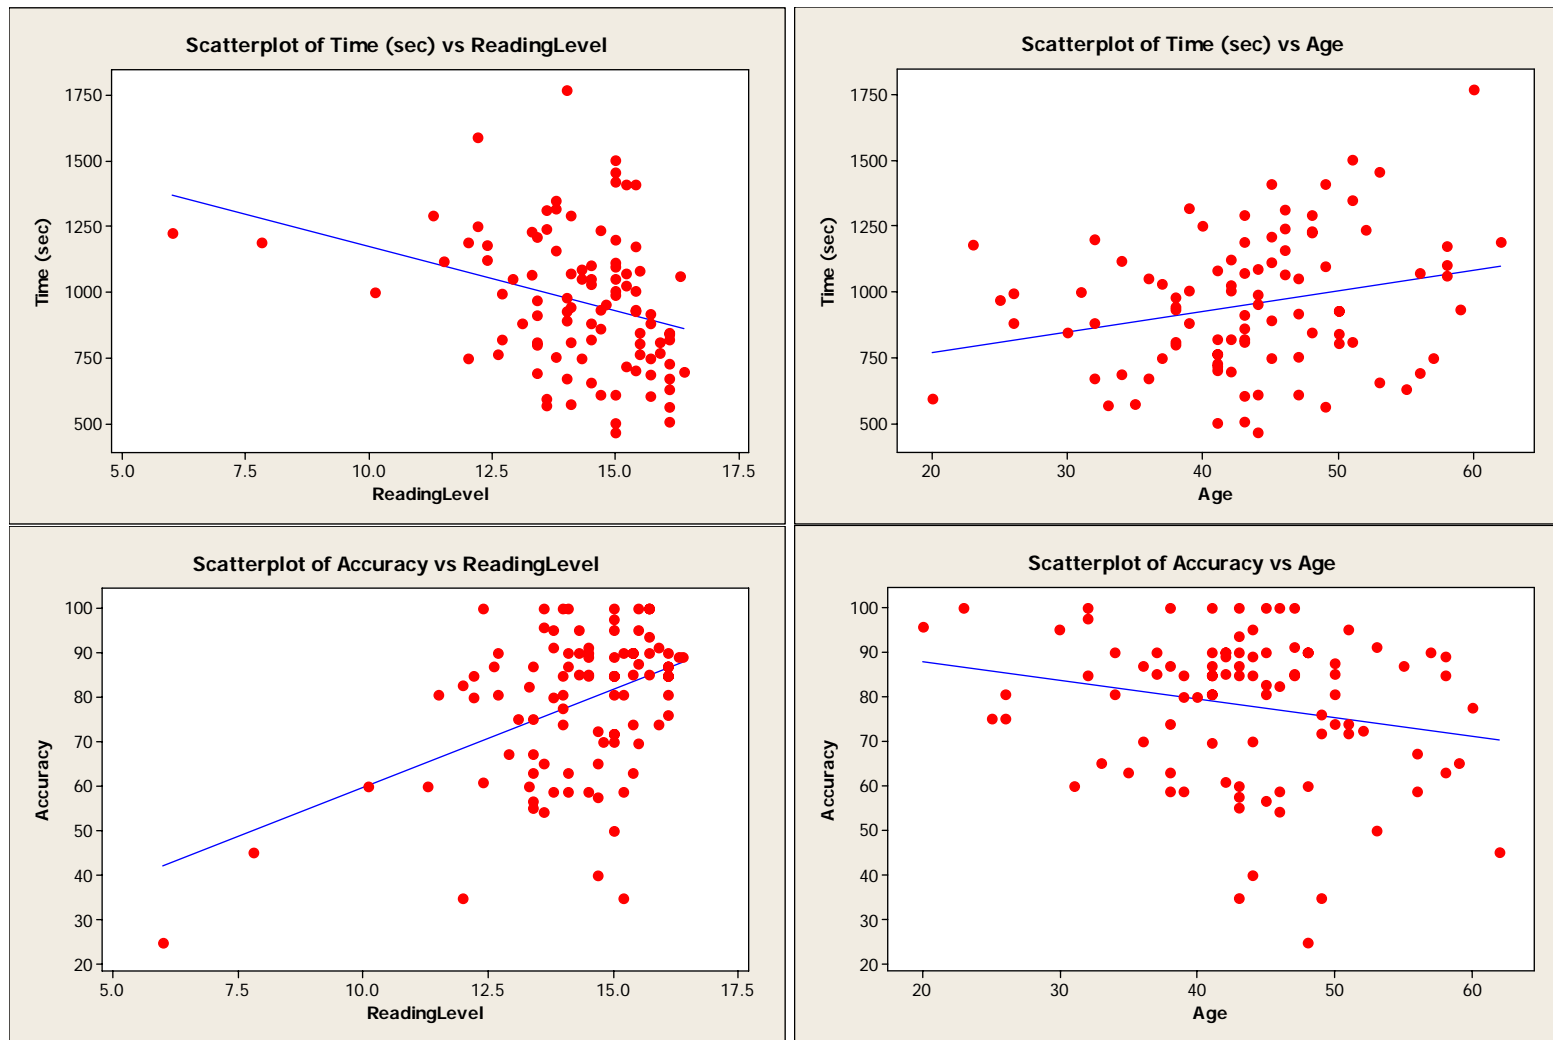 Scatterplot of Time (sec) vs ReadingLevel
Time (sec)
1750
1500
1250
1000
750
500
5.0 7.5 10.0 12.5 15.0 17.5
ReadingLevel
Scatterplot of Time (sec) vs Age
Time (sec)
1750
1500
1250
1000
750
500
20 30 40 50 60
Age
Scatterplot of Accuracy vs ReadingLevel
Accuracy
100
90
80
70
60
50
40
30
20
5.0 7.5 10.0 12.5 15.0 17.5
ReadingLevel
Scatterplot of Accuracy vs Age
Accuracy
100
90
80
70
60
50
40
30
20
20 30 40 50 60
Age